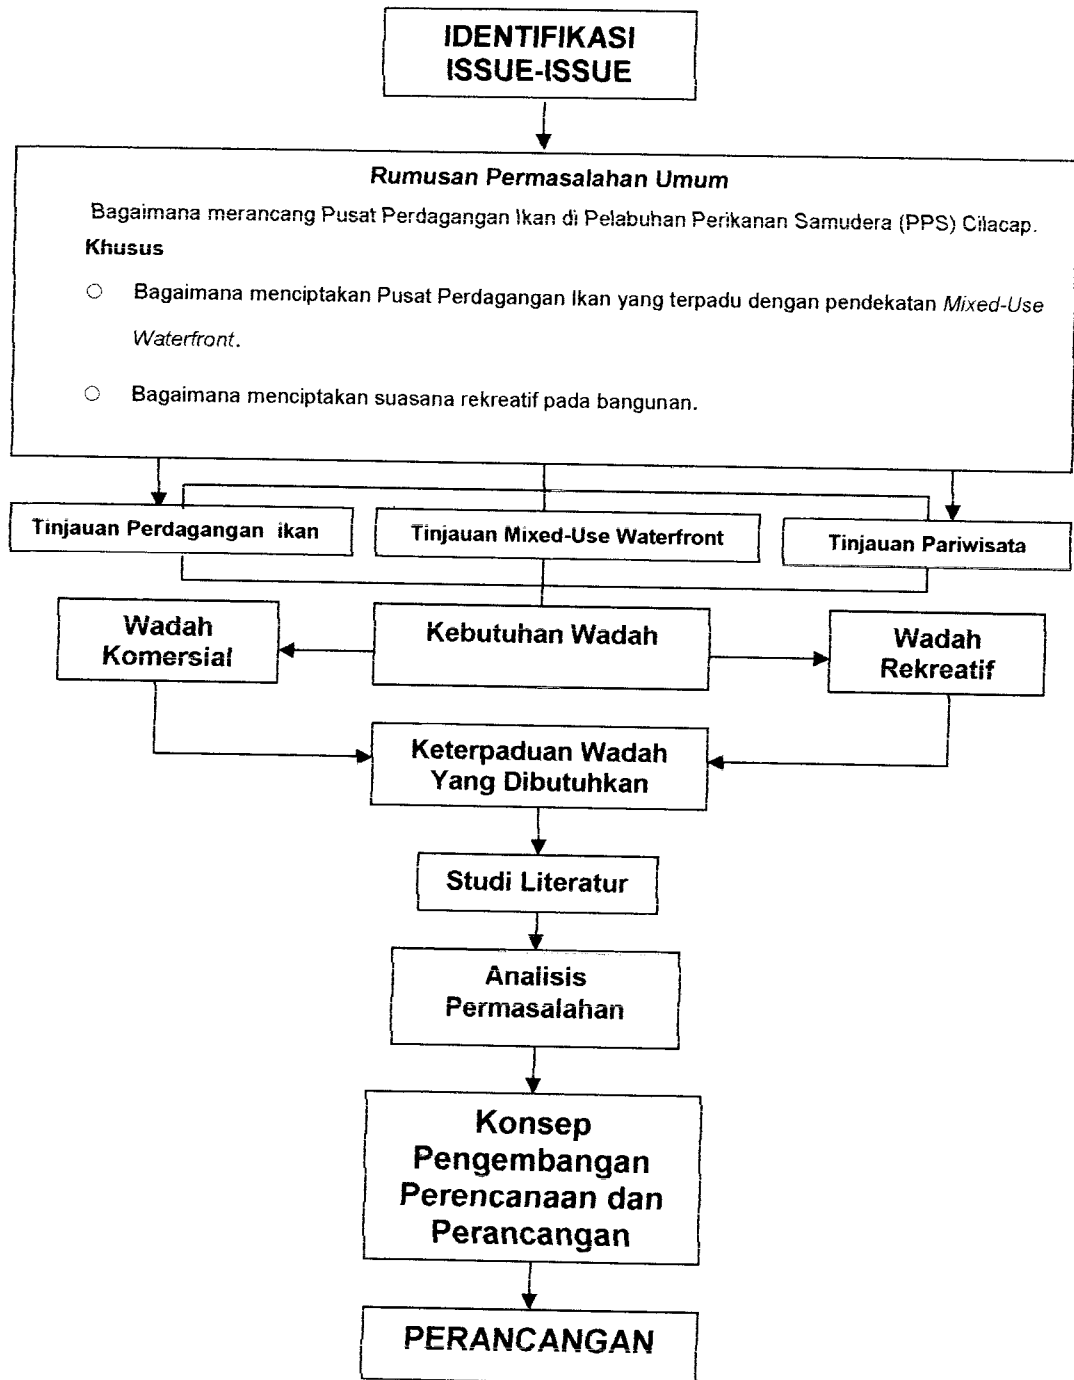 IDENTIFIKASI
ISSUE-ISSUE
Rumusan Permasalahan Umum
Bagaimana merancang Pusat Perdagangan Ikan di Pelabuhan Perikanan Samudera (PPS) Cilacap.
Khusus
○ Bagaimana menciptakan Pusat Perdagangan Ikan yang terpadu dengan pendekatan Mixed-Use
Waterfront.
○ Bagaimana menciptakan suasana rekreatif pada bangunan.
Tinjauan Perdagangan ikan
Tinjauan Mixed-Use Waterfront
Tinjauan Pariwisata
Wadah
Komersial
Kebutuhan Wadah
Wadah
Rekreatif
Keterpaduan Wadah
Yang Dibutuhkan
Studi Literatur
Analisis
Permasalahan
Konsep
Pengembangan
Perencanaan dan
Perancangan
PERANCANGAN